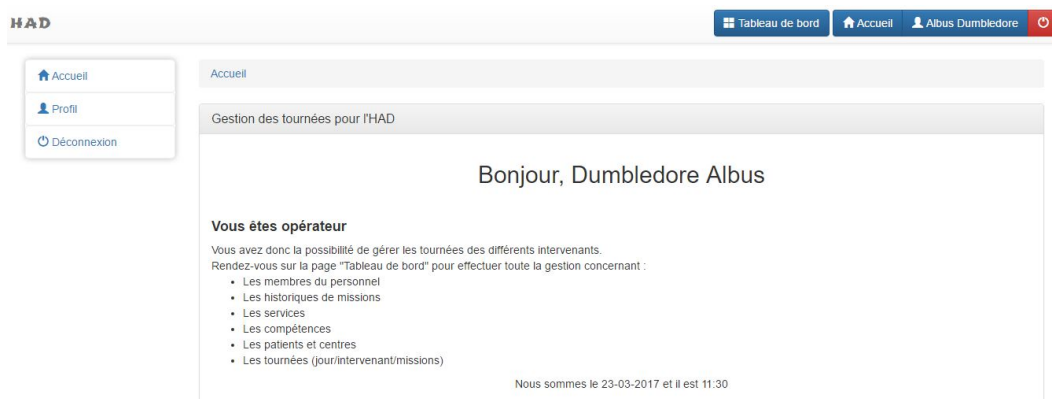 HAD
Tableau de bord Accueil Albus Dumbledore
Accueil
Profil
Déconnexion
Accueil
Gestion des tournées pour l'HAD
Bonjour, Dumbledore Albus
Vous êtes opérateur
Vous avez donc la possibilité de gérer les tournées des différents intervenants.
Rendez-vous sur la page "Tableau de bord" pour effectuer toute la gestion concernant :
• Les membres du personnel
• Les historiques de missions
• Les services
• Les compétences
• Les patients et centres
• Les tournées (jour/intervenant/missions)
Nous sommes le 23-03-2017 et il est 11:30